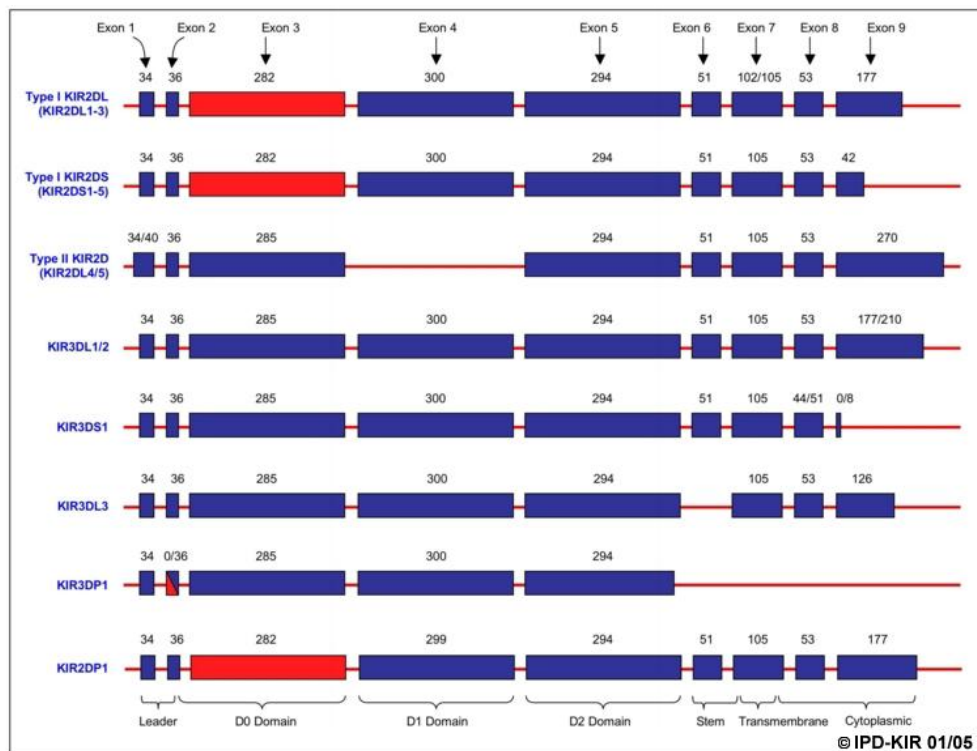 Exon 1 Exon 2 Exon 3 Exon 4 Exon 5 Exon 6 Exon 7 Exon 8 Exon 9
34 36 282 300 294 51 102/105 53 177
Type I KIR2DL
(KIR2DL1-3)
34 36 282 300 294 51 105 53 42
Type I KIR2DS
(KIR2DS1-5)
34/40 36 285 294 51 105 53 270
Type II KIR2D
(KIR2DL4/5)
34 36 285 300 294 51 105 53 177/210
KIR3DL1/2
34 36 285 300 294 51 105 44/51 0/8
KIR3DS1
34 36 285 300 294 105 53 126
KIR3DL3
34 0/36 285 300 294
KIR3DP1
34 36 282 299 294 51 105 53 177
KIR2DP1
Leader D0 Domain D1 Domain D2 Domain Stem Transmembrane Cytoplasmic
© IPD-KIR 01/05